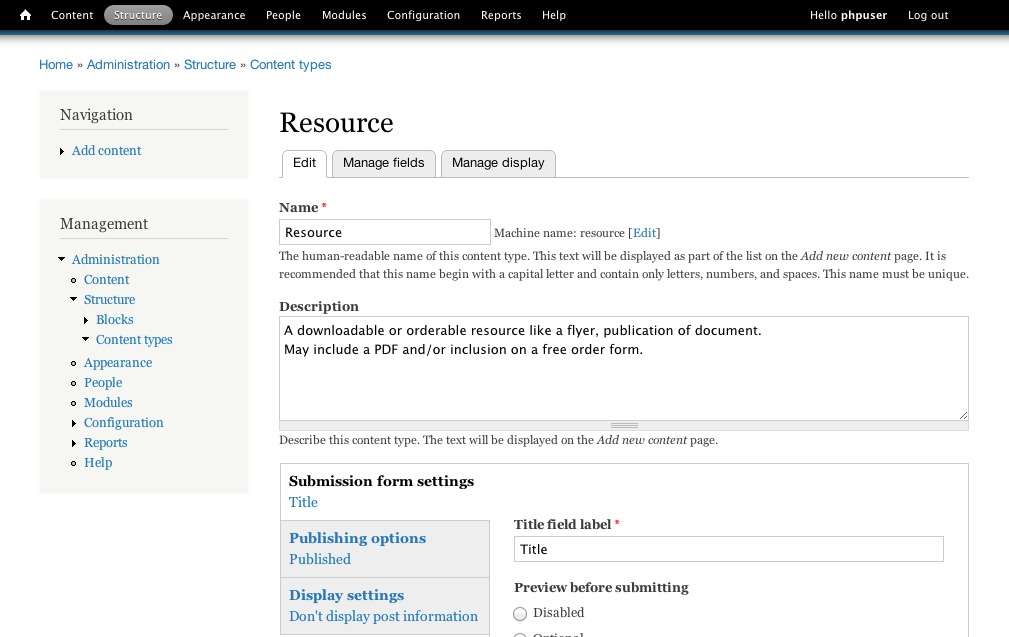 Content Structure Appearance People Modules Configuration Reports Help Hello phpuser Log out
Home » Administration » Structure » Content types
Navigation
Add content
Management
Administration
Content
Structure
Blocks
Content types
Appearance
People
Modules
Configuration
Reports
Help
Resource
Edit Manage fields Manage display
Name *
Resource Machine name: resource [Edit]
The human-readable name of this content type. This text will be displayed as part of the list on the Add new content page. It is
recommended that this name begin with a capital letter and contain only letters, numbers, and spaces. This name must be unique.
Description
A downloadable or orderable resource like a flyer, publication of document.
May include a PDF and/or inclusion on a free order form.
Describe this content type. The text will be displayed on the Add new content page.
Submission form settings
Title
Publishing options
Published
Display settings
Don't display post information
Title field label *
Title
Preview before submitting
Disabled
Optional